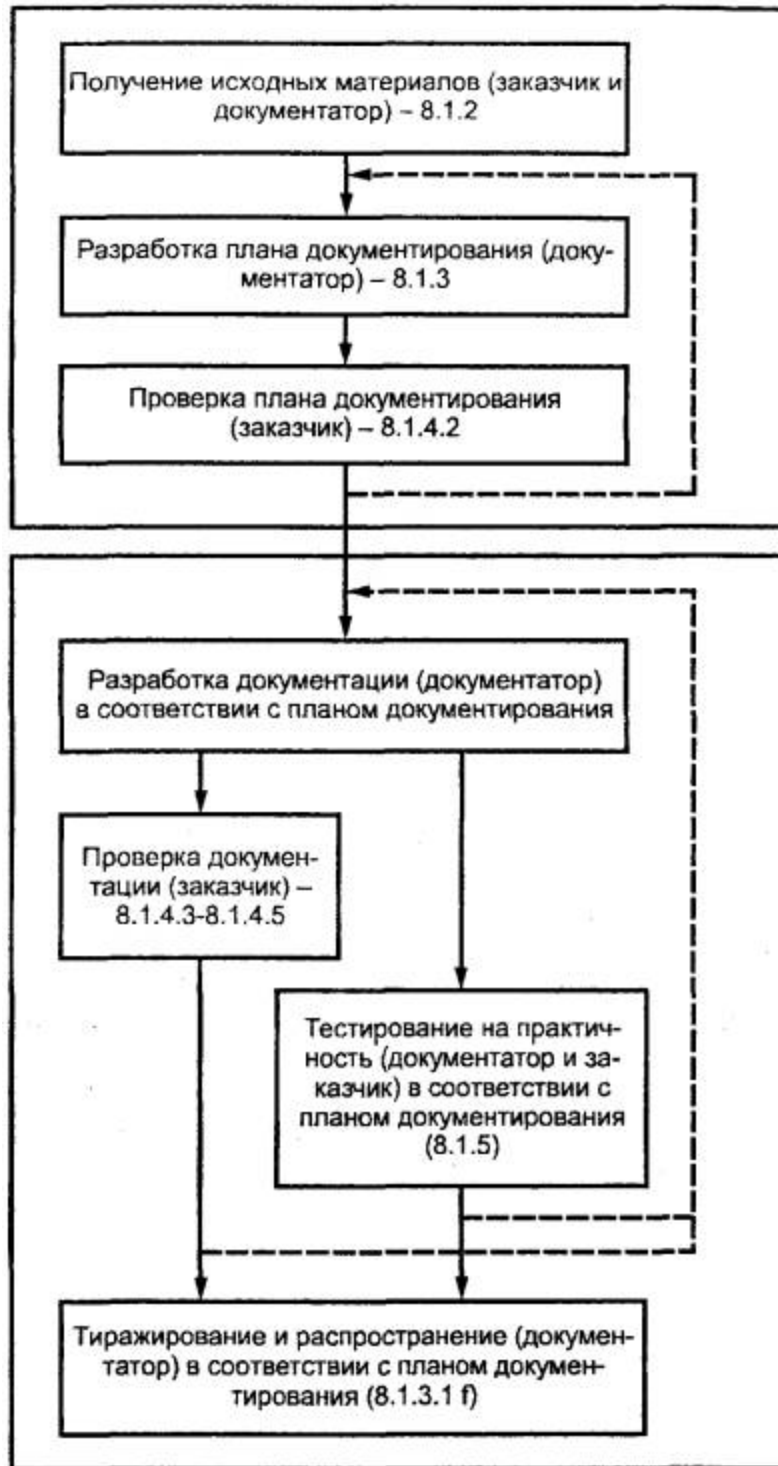 Получение исходных материалов (заказчик и
документатор) – 8.1.2
Разработка плана документирования (доку-
ментатор) – 8.1.3
Проверка плана документирования
(заказчик) – 8.1.4.2
Разработка документации (документатор)
в соответствии с планом документирования
Проверка докумен-
тации (заказчик) –
8.1.4.3-8.1.4.5
Тестирование на практич-
ность (документатор и за-
казчик) в соответствии с
планом документирования
(8.1.5)
Тиражирование и распространение (докумен-
татор) в соответствии с планом докумен-
тирования (8.1.3.1 f)